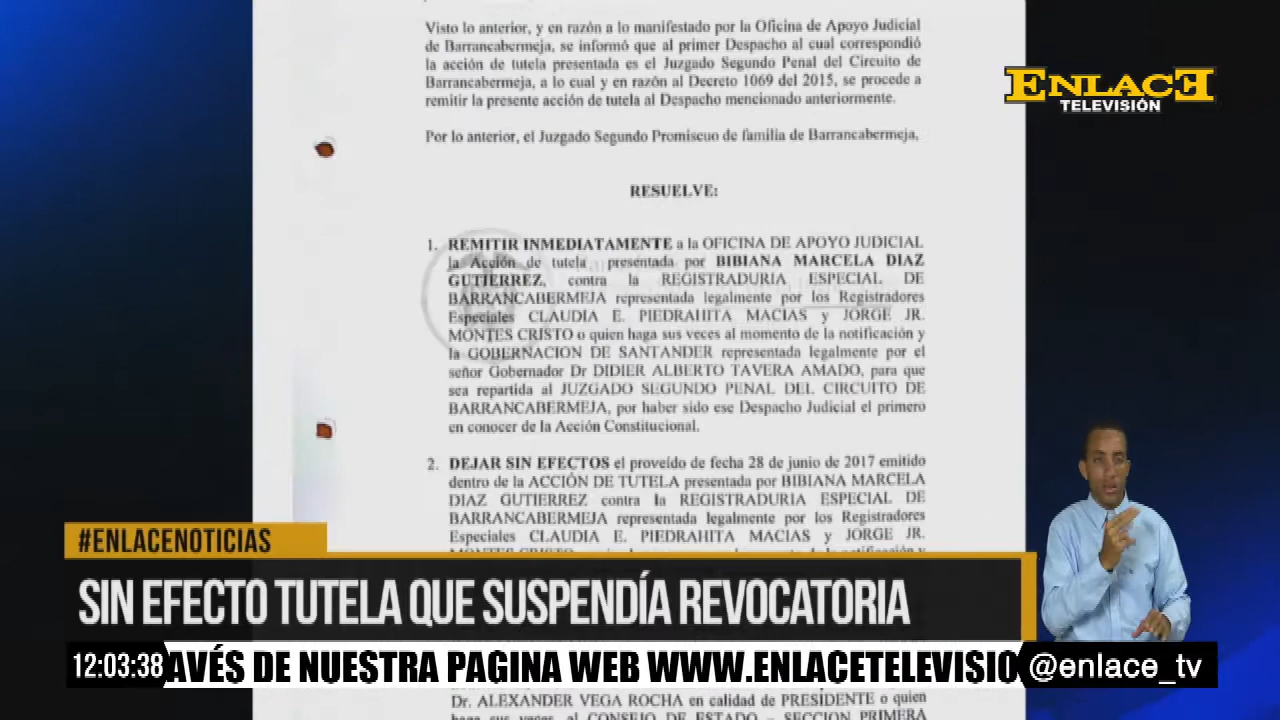 Visto lo anterior, y en razón a lo manifestado por la Oficina de Apoyo Judicial
de Barrancabermeja, se informó que al primer Despacho al cual correspondió
la acción de tutela presentada es el Juzgado Segundo Penal del Circuito de
Barrancabermeja, a lo cual y en razón al Decreto 1069 del 2015, se procede a
remitir la presente acción de tutela al Despacho mencionado anteriormente.
Por lo anterior, el Juzgado Segundo Promiscuo de familia de Barrancabermeja,
RESUELVE:
1. REMITIR INMEDIATAMENTE a la OFICINA DE APOYO JUDICIAL
la Acción de tutela presentada por BIBIANA MARCELA DIAZ
GUTIERREZ, contra la REGISTRADURIA ESPECIAL DE
BARRANCABERMEJA representada legalmente por los Registradores
Especiales CLAUDIA E. PIEDRAHITA MACIAS y JORGE JR.
MONTES CRISTO o quien haga sus veces al momento de la notificación y
la GOBERNACION DE SANTANDER representada legalmente por el
señor Gobernador Dr DIDIER ALBERTO TAVERA AMADO, para que
sea repartida al JUZGADO SEGUNDO PENAL DEL CIRCUITO DE
BARRANCABERMEJA, por haber sido ese Despacho Judicial el primero
en conocer de la Acción Constitucional.
2. DEJAR SIN EFECTOS el proveído de fecha 28 de junio de 2017 emitido
dentro de la ACCIÓN DE TUTELA presentada por BIBIANA MARCELA
DIAZ GUTIERREZ contra la REGISTRADURIA ESPECIAL DE
BARRANCABERMEJA representada legalmente por los Registradores
Especiales CLAUDIA E. PIEDRAHITA MACIAS y JORGE JR.
ENLACE
TELEVISIÓN
#ENLACENOTICIAS
SIN EFECTO TUTELA QUE SUSPENDÍA REVOCATORIA
12:03:38 AVÉS DE NUESTRA PAGINA WEB WWW.ENLACETELEVISIO @enlace_tv
Dr. ALEXANDER VEGA ROCHA en calidad de PRESIDENTE o quien
haga sus veces, al CONSEJO DE ESTADO - SECCIÓN PRIMERA